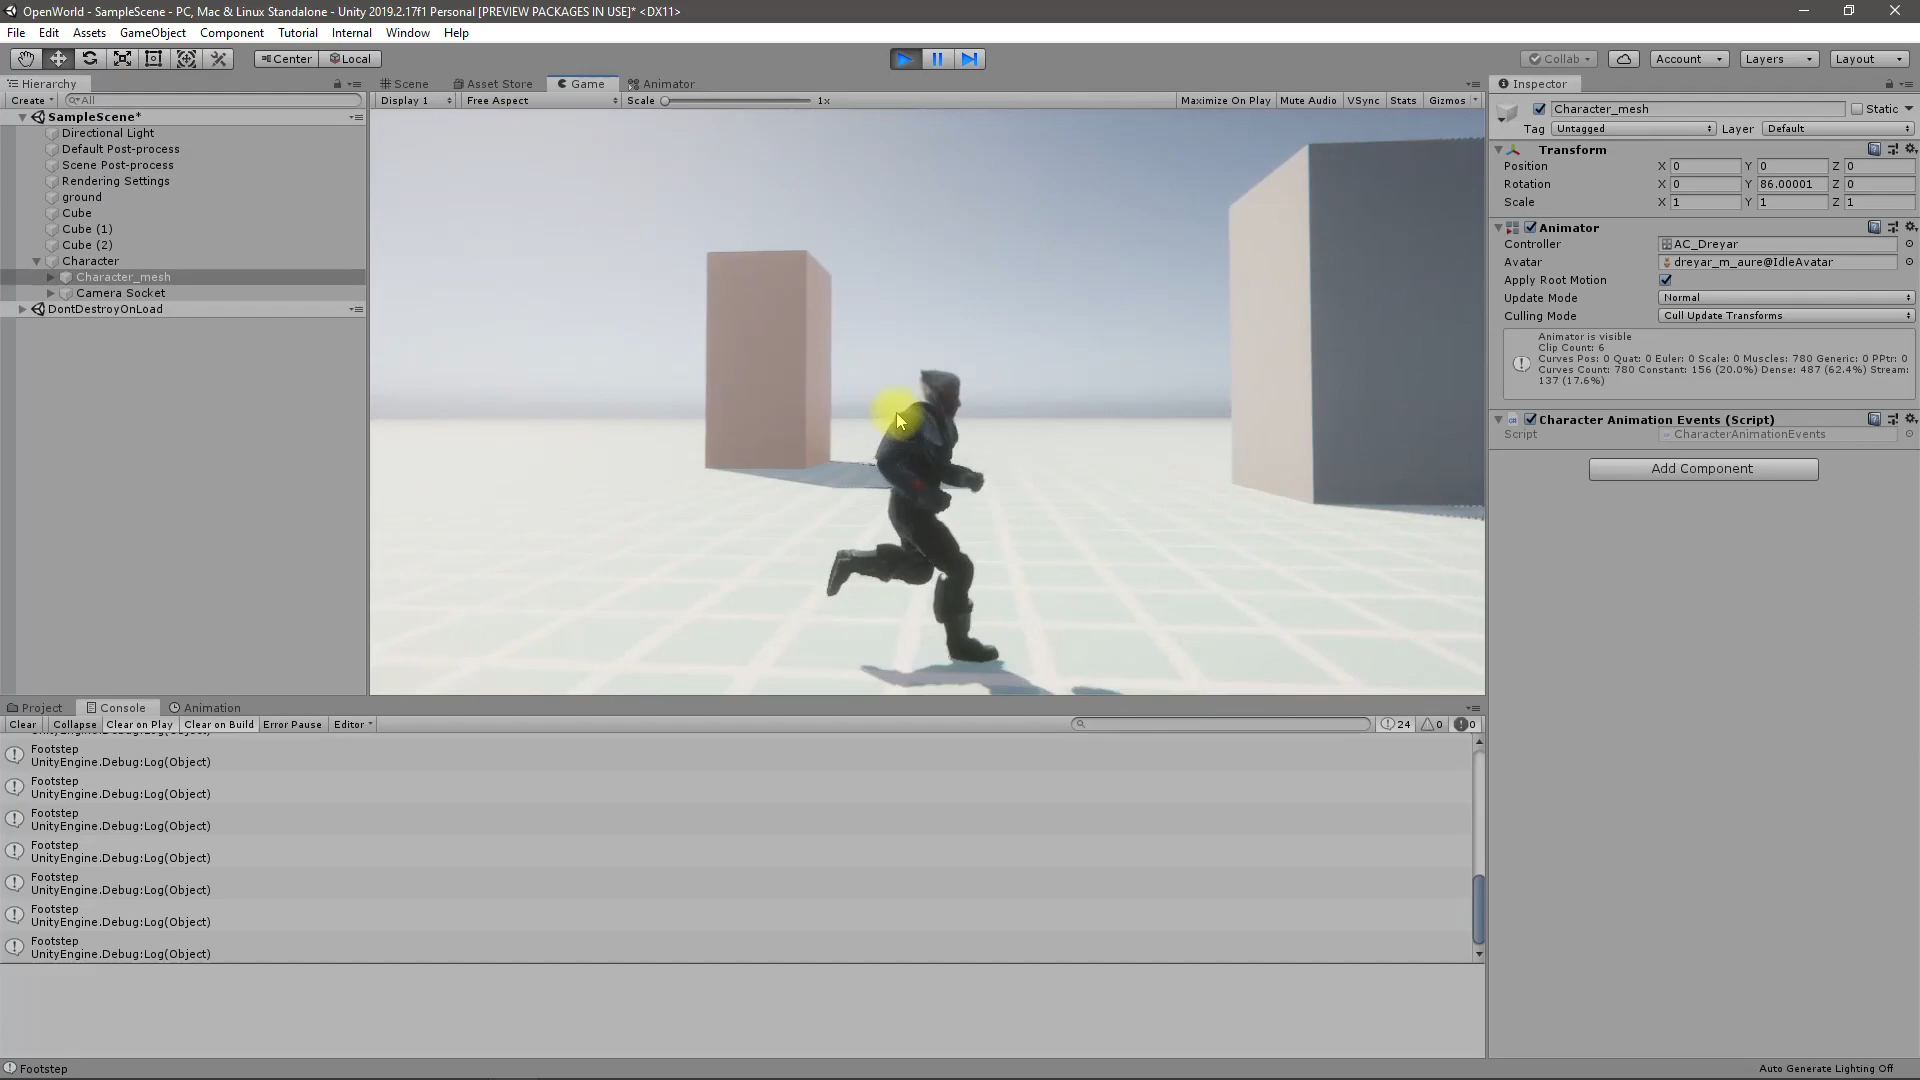 OpenWorld - SampleScene - PC, Mac & Linux Standalone - Unity 2019.2.17f1 Personal [PREVIEW PACKAGES IN USE]* <DX11>
File Edit Assets GameObject Component Tutorial Internal Window Help
Center Local Collab Account Layers Layout
Hierarchy
Create All
SampleScene*
Directional Light
Default Post-process
Scene Post-process
Rendering Settings
ground
Cube
Cube (1)
Cube (2)
Character
Character_mesh
Camera Socket
DontDestroyOnLoad
Scene Asset Store Game Animator
Display 1 Free Aspect Scale 1x Maximize On Play Mute Audio VSync Stats Gizmos
Inspector
Character_mesh Static
Tag Untagged Layer Default
Transform
Position X 0 Y 0 Z 0
Rotation X 0 Y 86.00001 Z 0
Scale X 1 Y 1 Z 1
Animator
Controller AC_Dreyar
Avatar dreyar_m_aure@IdleAvatar
Apply Root Motion
Update Mode Normal
Culling Mode Cull Update Transforms
Animator is visible
Clip Count: 6
Curves Pos: 0 Quat: 0 Euler: 0 Scale: 0 Muscles: 780 Generic: 0 PPtr: 0
Curves Count: 780 Constant: 156 (20.0%) Dense: 487 (62.4%) Stream:
137 (17.6%)
Character Animation Events (Script)
Script CharacterAnimationEvents
Add Component
Project Console Animation
Clear Collapse Clear on Play Clear on Build Error Pause Editor 24 0 0
UnityEngine.Debug:Log(Object)
Footstep
UnityEngine.Debug:Log(Object)
Footstep
UnityEngine.Debug:Log(Object)
Footstep
UnityEngine.Debug:Log(Object)
Footstep
UnityEngine.Debug:Log(Object)
Footstep
UnityEngine.Debug:Log(Object)
Footstep
UnityEngine.Debug:Log(Object)
Footstep
UnityEngine.Debug:Log(Object)
Footstep
Auto Generate Lighting Off